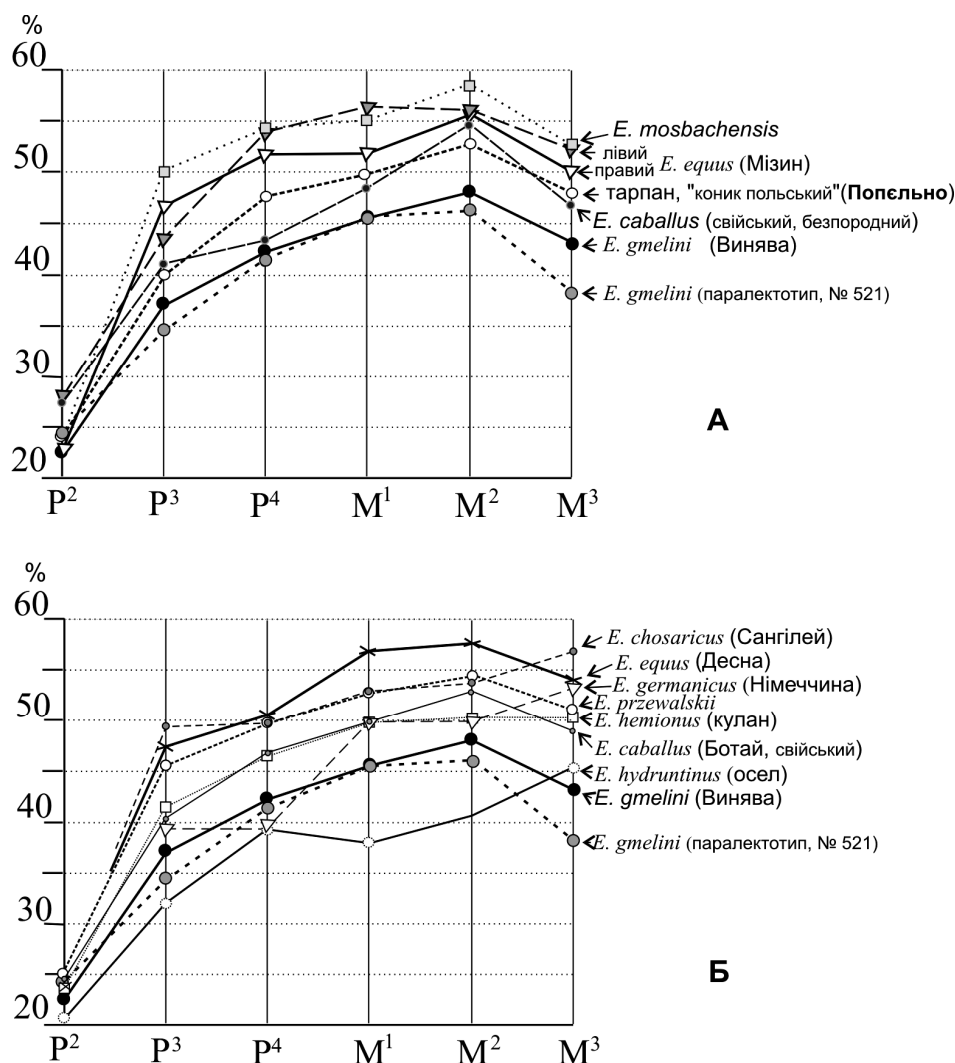 %
60
50
40
30
20
P² P³ P⁴ M¹ M² M³
E. mosbachensis
лівий
правий E. equus (Мізин)
тарпан, "коник польський"(Попєльно)
E. caballus (свійський, безпородний)
E. gmelini (Винява)
E. gmelini (паралектотип, № 521)
А
%
60
50
40
30
20
P² P³ P⁴ M¹ M² M³
E. chosaricus (Сангілей)
E. equus (Десна)
E. germanicus (Німеччина)
E. przewalskii
E. hemionus (кулан)
E. caballus (Ботай, свійський)
E. hydruntinus (осел)
E. gmelini (Винява)
E. gmelini (паралектотип, № 521)
Б